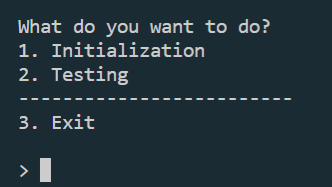 What do you want to do?
1. Initialization
2. Testing
-------------------------
3. Exit
>